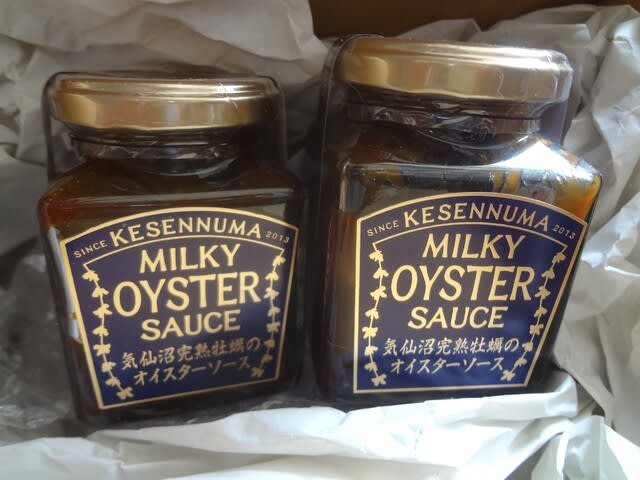 SINCE KESENNUMA 2013
MILKY
OYSTER
SAUCE
気仙沼完熟牡蠣の
オイスターソース
SINCE KESENNUMA 2013
MILKY
OYSTER
SAUCE
気仙沼完熟牡蠣の
オイスターソース